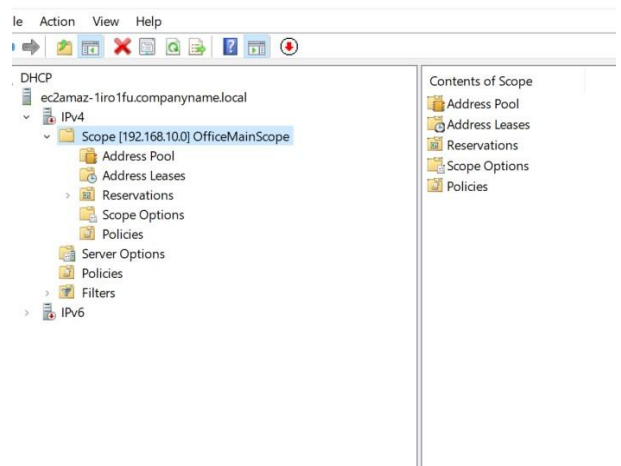 le Action View Help
DHCP
ec2amaz-1iro1fu.companyname.local
IPv4
Scope [192.168.10.0] OfficeMainScope
Address Pool
Address Leases
Reservations
Scope Options
Policies
Server Options
Policies
Filters
IPv6
Contents of Scope
Address Pool
Address Leases
Reservations
Scope Options
Policies